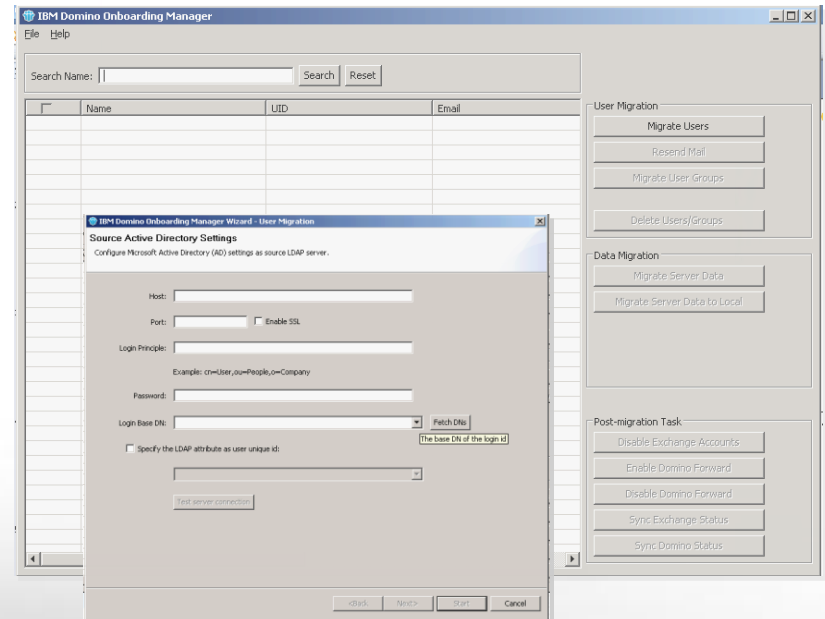 IBM Domino Onboarding Manager
File Help
Search Name: Search Reset
Name UID Email
User Migration
Migrate Users
Resend Mail
Migrate User Groups
Delete Users/Groups
Data Migration
Migrate Server Data
Migrate Server Data to Local
Post-migration Task
Disable Exchange Accounts
Enable Domino Forward
Disable Domino Forward
Sync Exchange Status
Sync Domino Status
IBM Domino Onboarding Manager Wizard - User Migration
Source Active Directory Settings
Configure Microsoft Active Directory (AD) settings as source LDAP server.
Host:
Port: Enable SSL
Login Principle:
Example: cn=User,ou=People,o=Company
Password:
Login Base DN: Fetch DNs
The base DN of the login id
Specify the LDAP attribute as user unique id:
Test server connection
<Back Next> Start Cancel